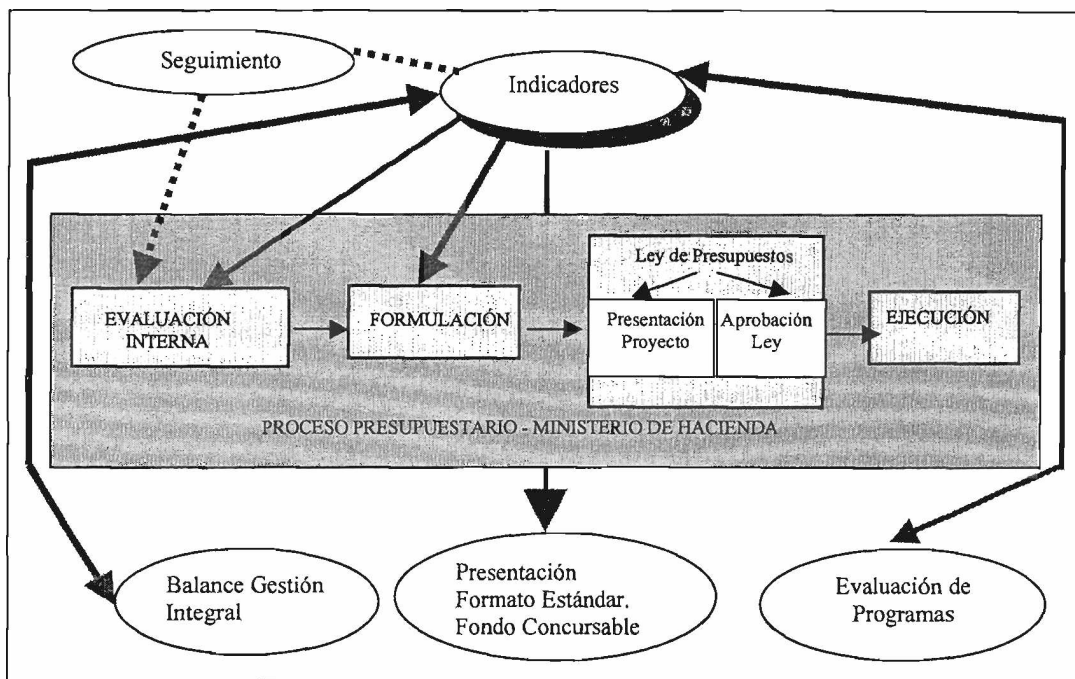 Seguimiento
Indicadores
Ley de Presupuestos
EVALUACIÓN
INTERNA
FORMULACIÓN
Presentación
Proyecto
Aprobación
Ley
EJECUCIÓN
PROCESO PRESUPUESTARIO - MINISTERIO DE HACIENDA
Balance Gestión
Integral
Presentación
Formato Estándar.
Fondo Concursable
Evaluación de
Programas